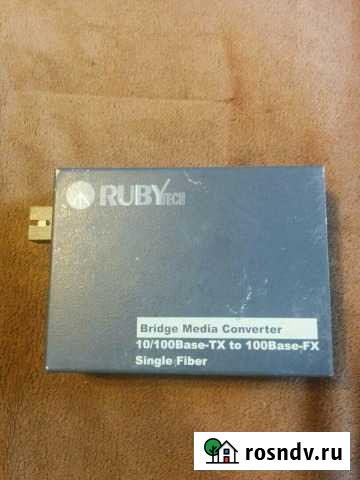 RUBYTECH
Bridge Media Converter
10/100Base-TX to 100Base-FX
Single Fiber
rosndv.ru